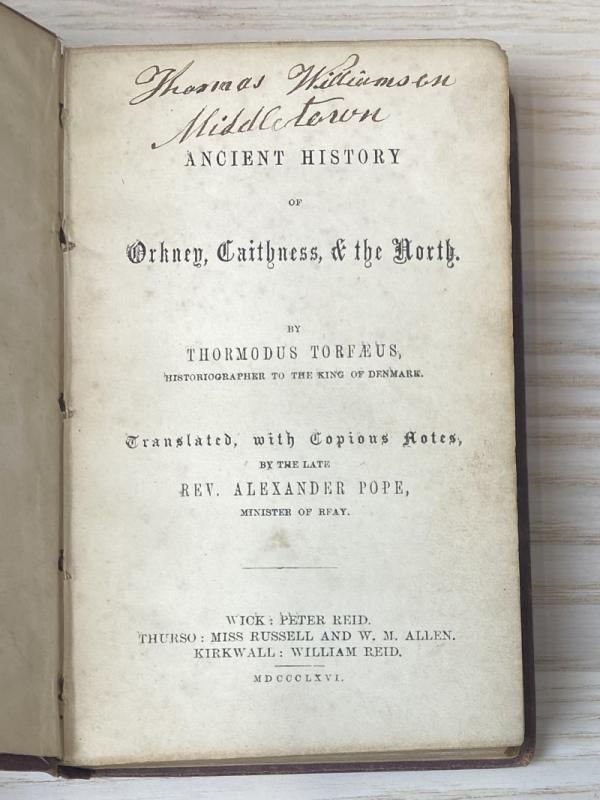 Thomas Williamson
Middletown
ANCIENT HISTORY
OF
Orkney, Caithness, & the North.
BY
THORMODUS TORFÆUS,
HISTORIOGRAPHER TO THE KING OF DENMARK.
Translated, with Copious Notes,
BY THE LATE
REV. ALEXANDER POPE,
MINISTER OF REAY.
WICK: PETER REID.
THURSO: MISS RUSSELL AND W. M. ALLEN.
KIRKWALL: WILLIAM REID.
MDCCCLXVI.